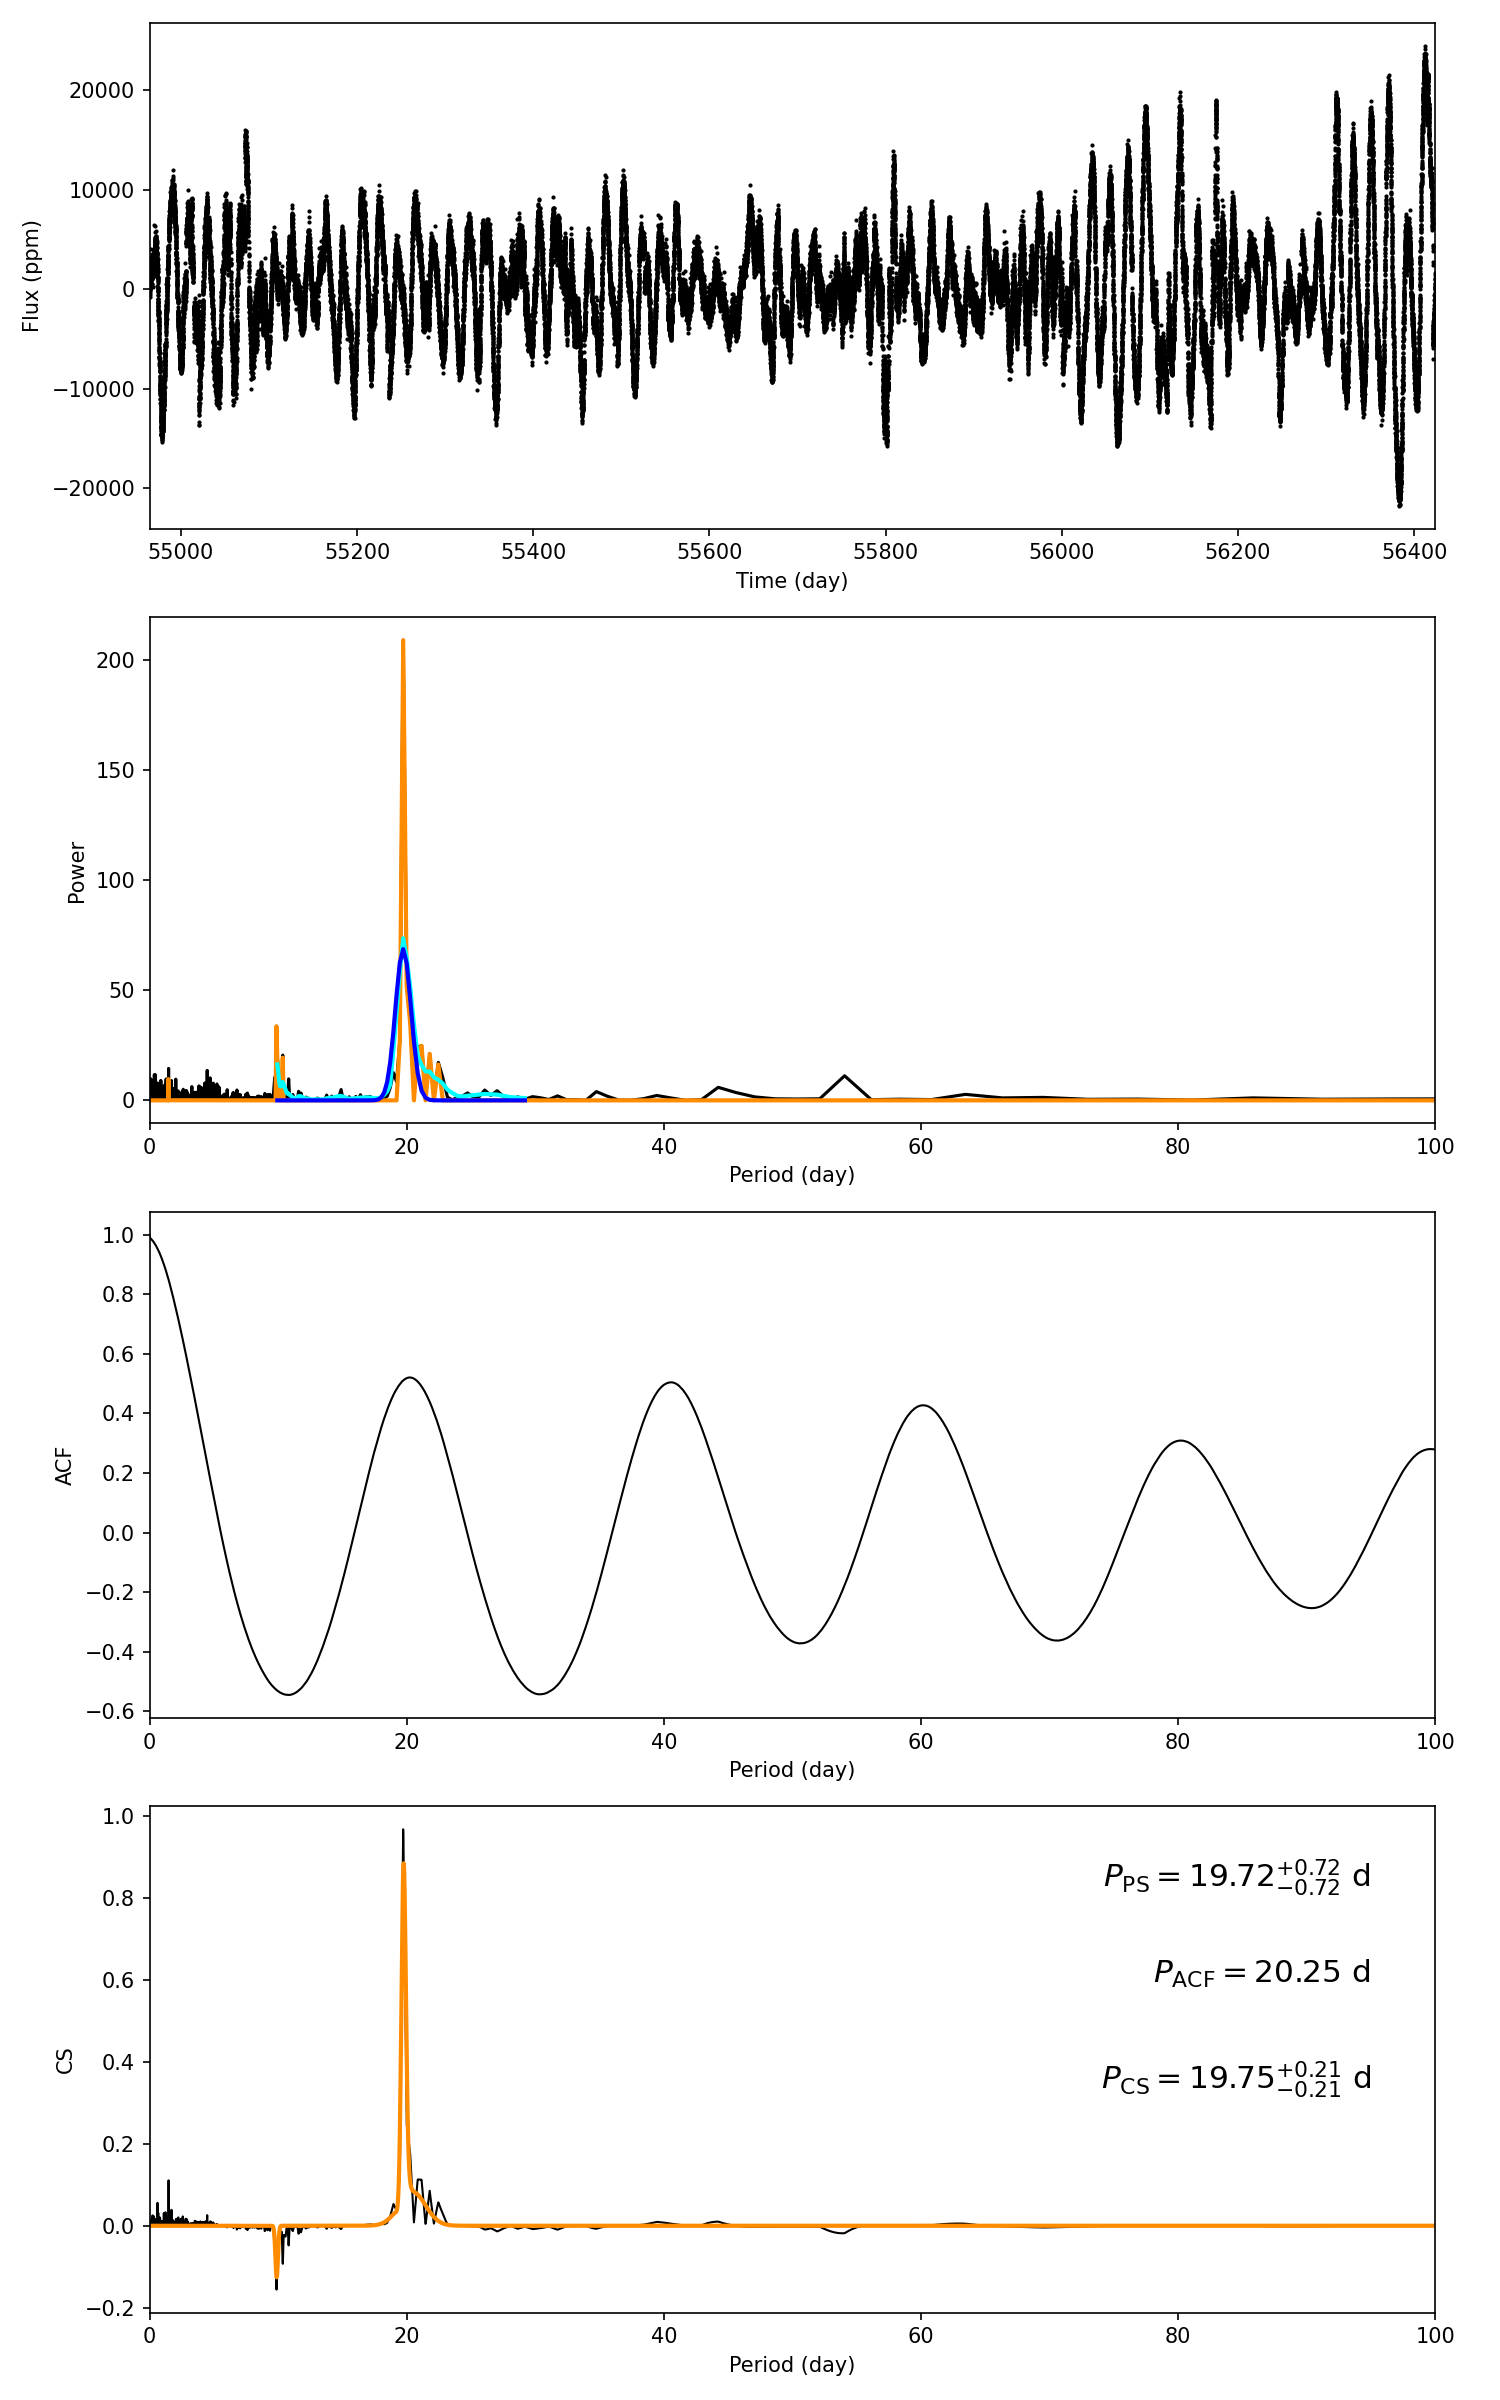 20000
10000
0
−10000
−20000
Flux (ppm)
55000 55200 55400 55600 55800 56000 56200 56400
Time (day)
200
150
100
50
0
Power
0 20 40 60 80 100
Period (day)
1.0
0.8
0.6
0.4
0.2
0.0
−0.2
−0.4
−0.6
ACF
0 20 40 60 80 100
Period (day)
1.0
0.8
0.6
0.4
0.2
0.0
−0.2
CS
P_PS = 19.72^{+0.72}_{−0.72} d
P_ACF = 20.25 d
P_CS = 19.75^{+0.21}_{−0.21} d
0 20 40 60 80 100
Period (day)